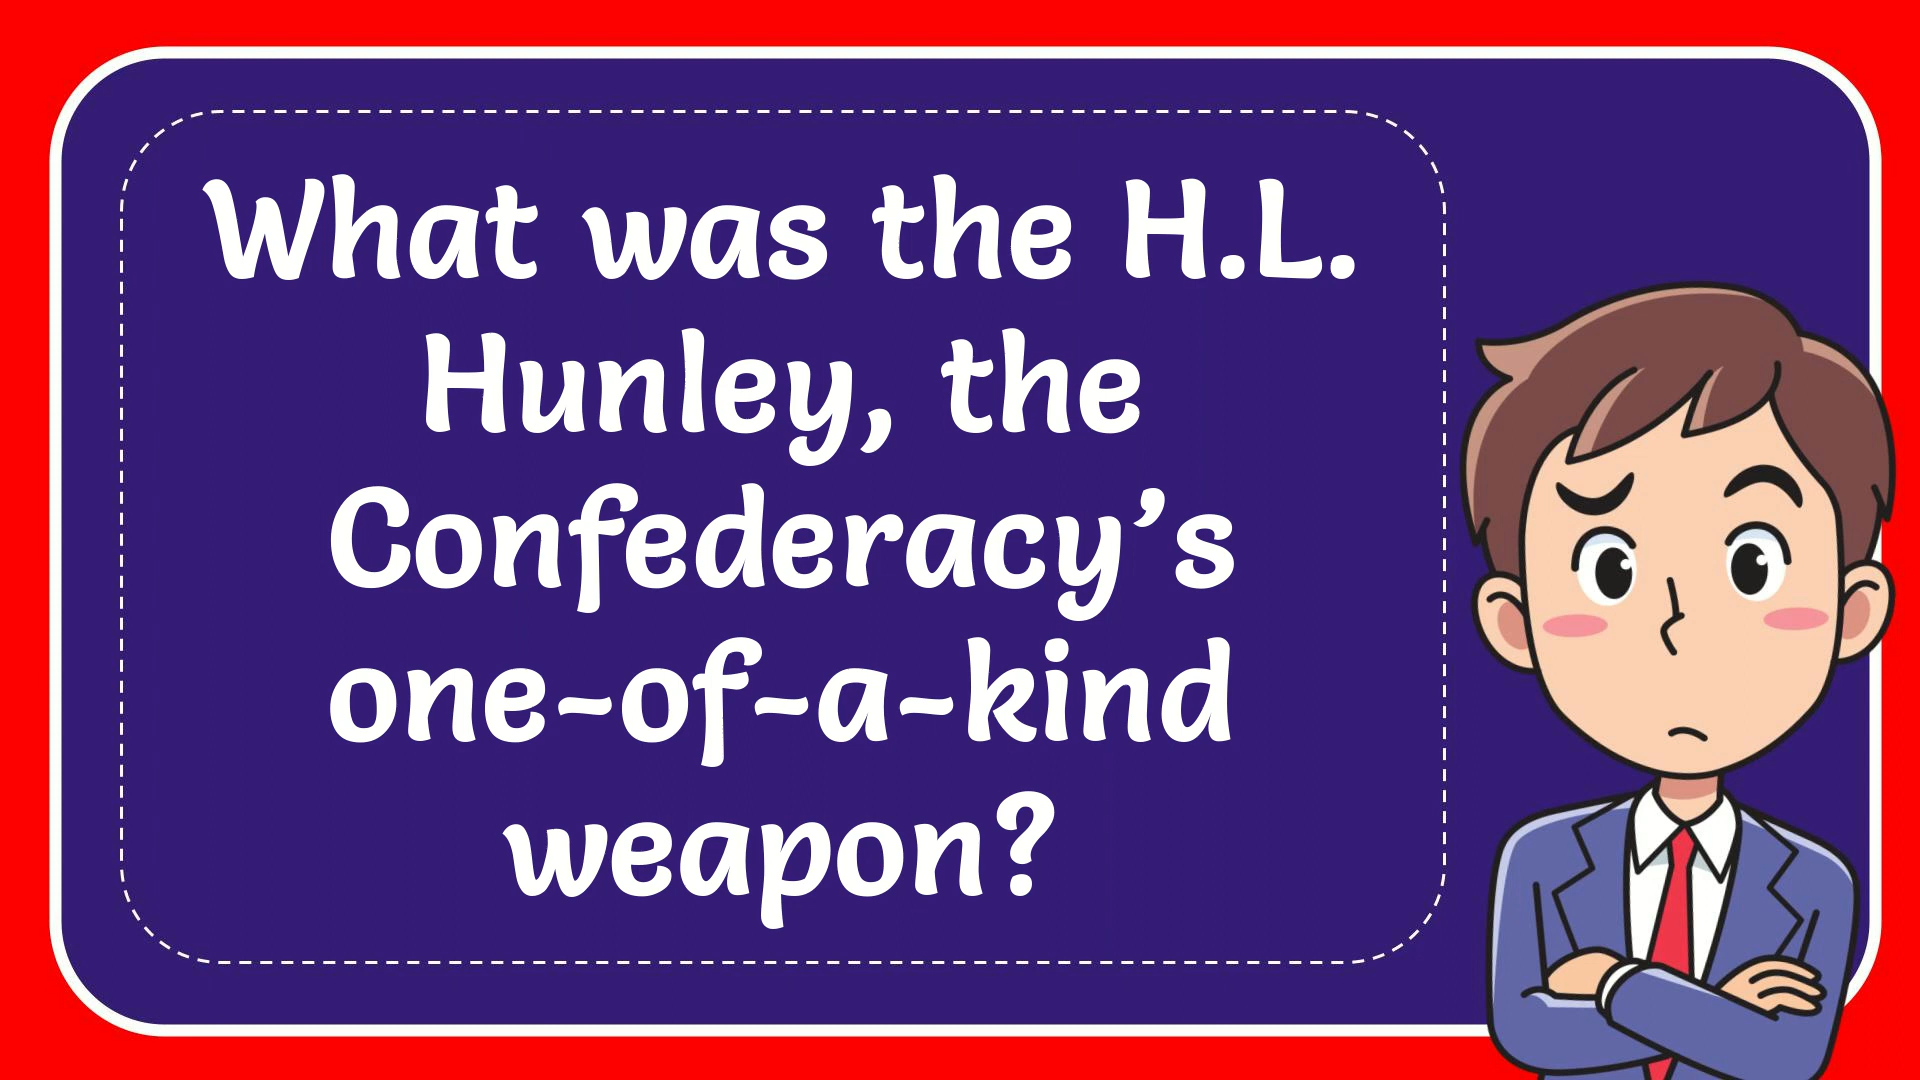 What was the H.L.
Hunley, the
Confederacy’s
one-of-a-kind
weapon?